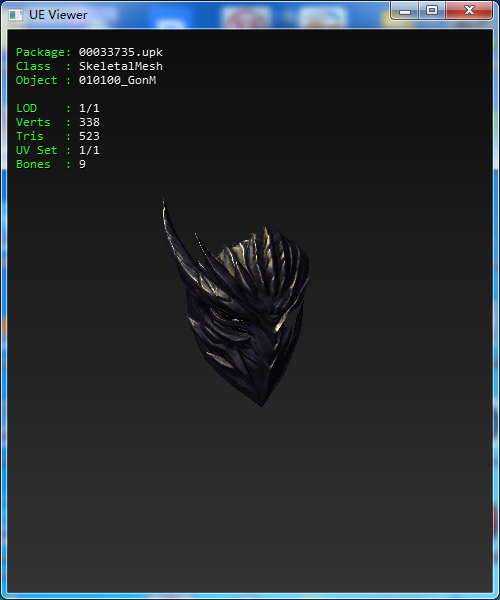 UE Viewer
Package: 00033735.upk
Class  : SkeletalMesh
Object : 010100_GonM
LOD    : 1/1
Verts  : 338
Tris   : 523
UV Set : 1/1
Bones  : 9